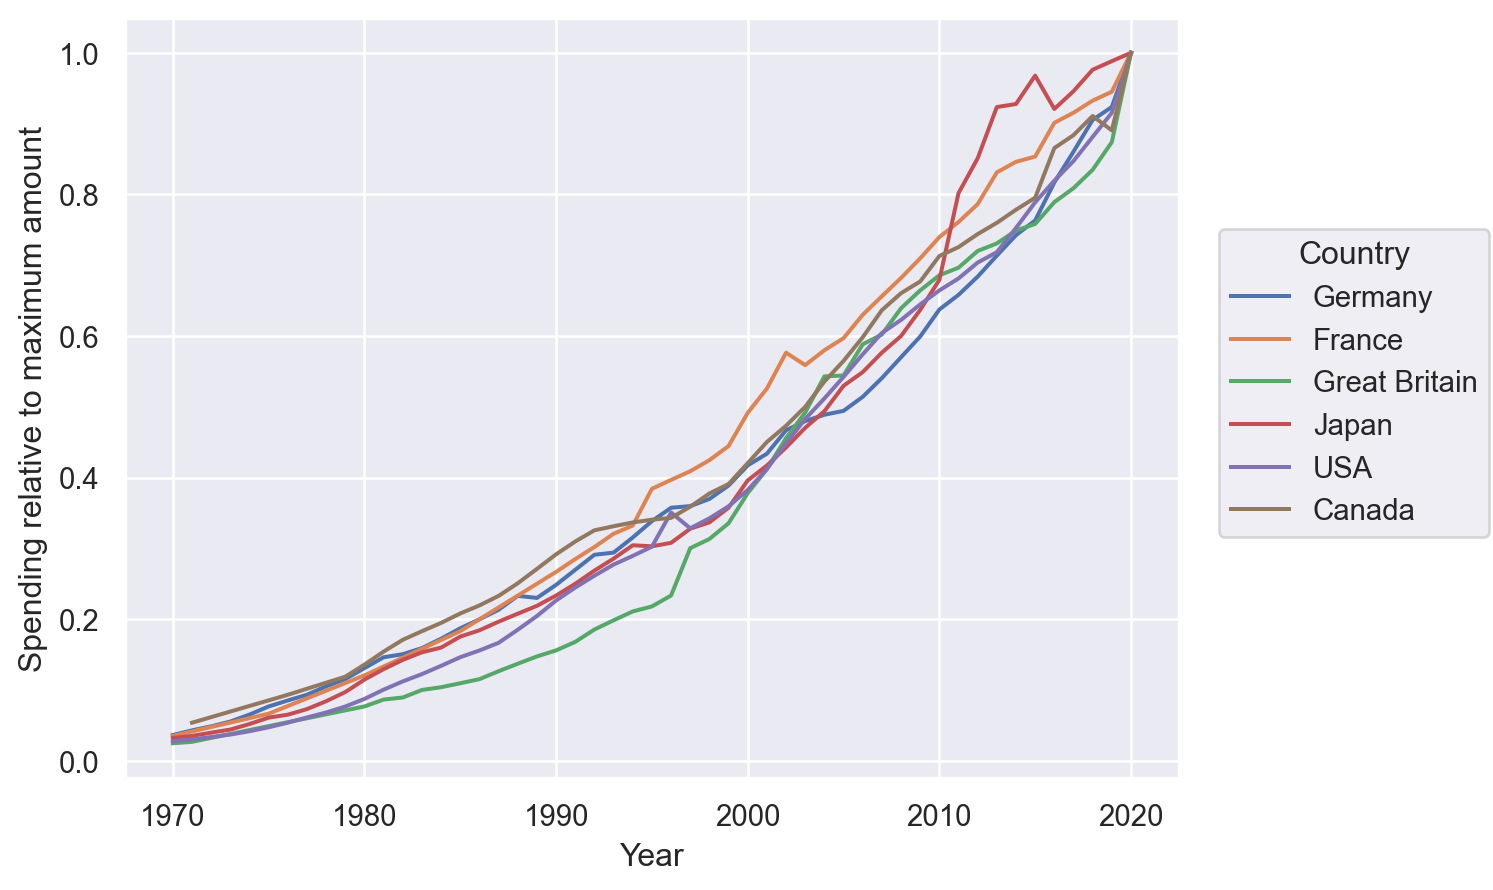 Spending relative to maximum amount
1.0
0.8
0.6
0.4
0.2
0.0
1970 1980 1990 2000 2010 2020
Year
Country
Germany
France
Great Britain
Japan
USA
Canada